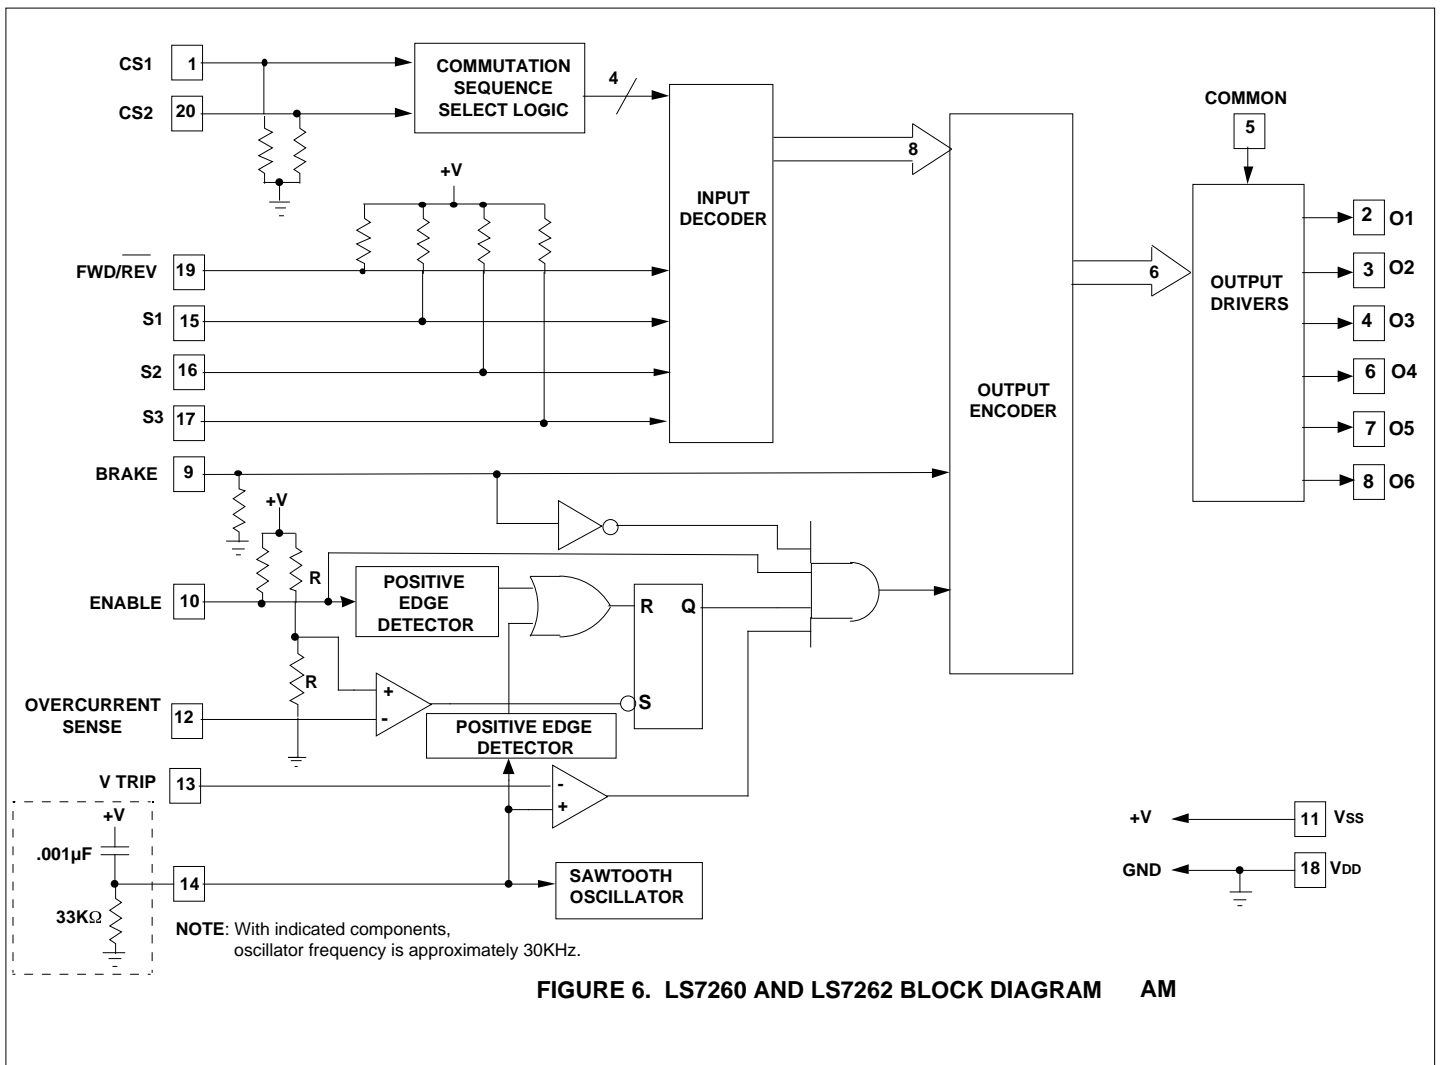 CS1
1
CS2
20
COMMUTATION
SEQUENCE
SELECT LOGIC
4
+V
FWD/REV
19
S1
15
S2
16
S3
17
INPUT
DECODER
8
OUTPUT
ENCODER
6
COMMON
5
OUTPUT
DRIVERS
2 O1
3 O2
4 O3
6 O4
7 O5
8 O6
BRAKE
9
+V
R
ENABLE
10
POSITIVE
EDGE
DETECTOR
R Q
S
R
+
-
OVERCURRENT
SENSE
12
POSITIVE EDGE
DETECTOR
V TRIP
13
-
+
+V
.001µF
14
33KΩ
SAWTOOTH
OSCILLATOR
+V
11
VSS
GND
18
VDD
NOTE: With indicated components,
oscillator frequency is approximately 30KHz.
FIGURE 6. LS7260 AND LS7262 BLOCK DIAGRAM AM